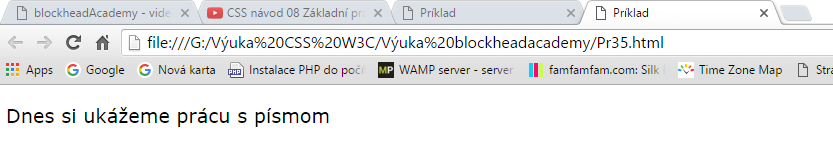 blockheadAcademy - vide
CSS návod 08 Základní pr
Príklad
Príklad
file:///G:/Výuka%20CSS%20W3C/Výuka%20blockheadacademy/Pr35.html
Apps Google Nová karta Instalace PHP do poči MP WAMP server - server famfamfam.com: Silk Time Zone Map Stra
Dnes si ukážeme prácu s písmom